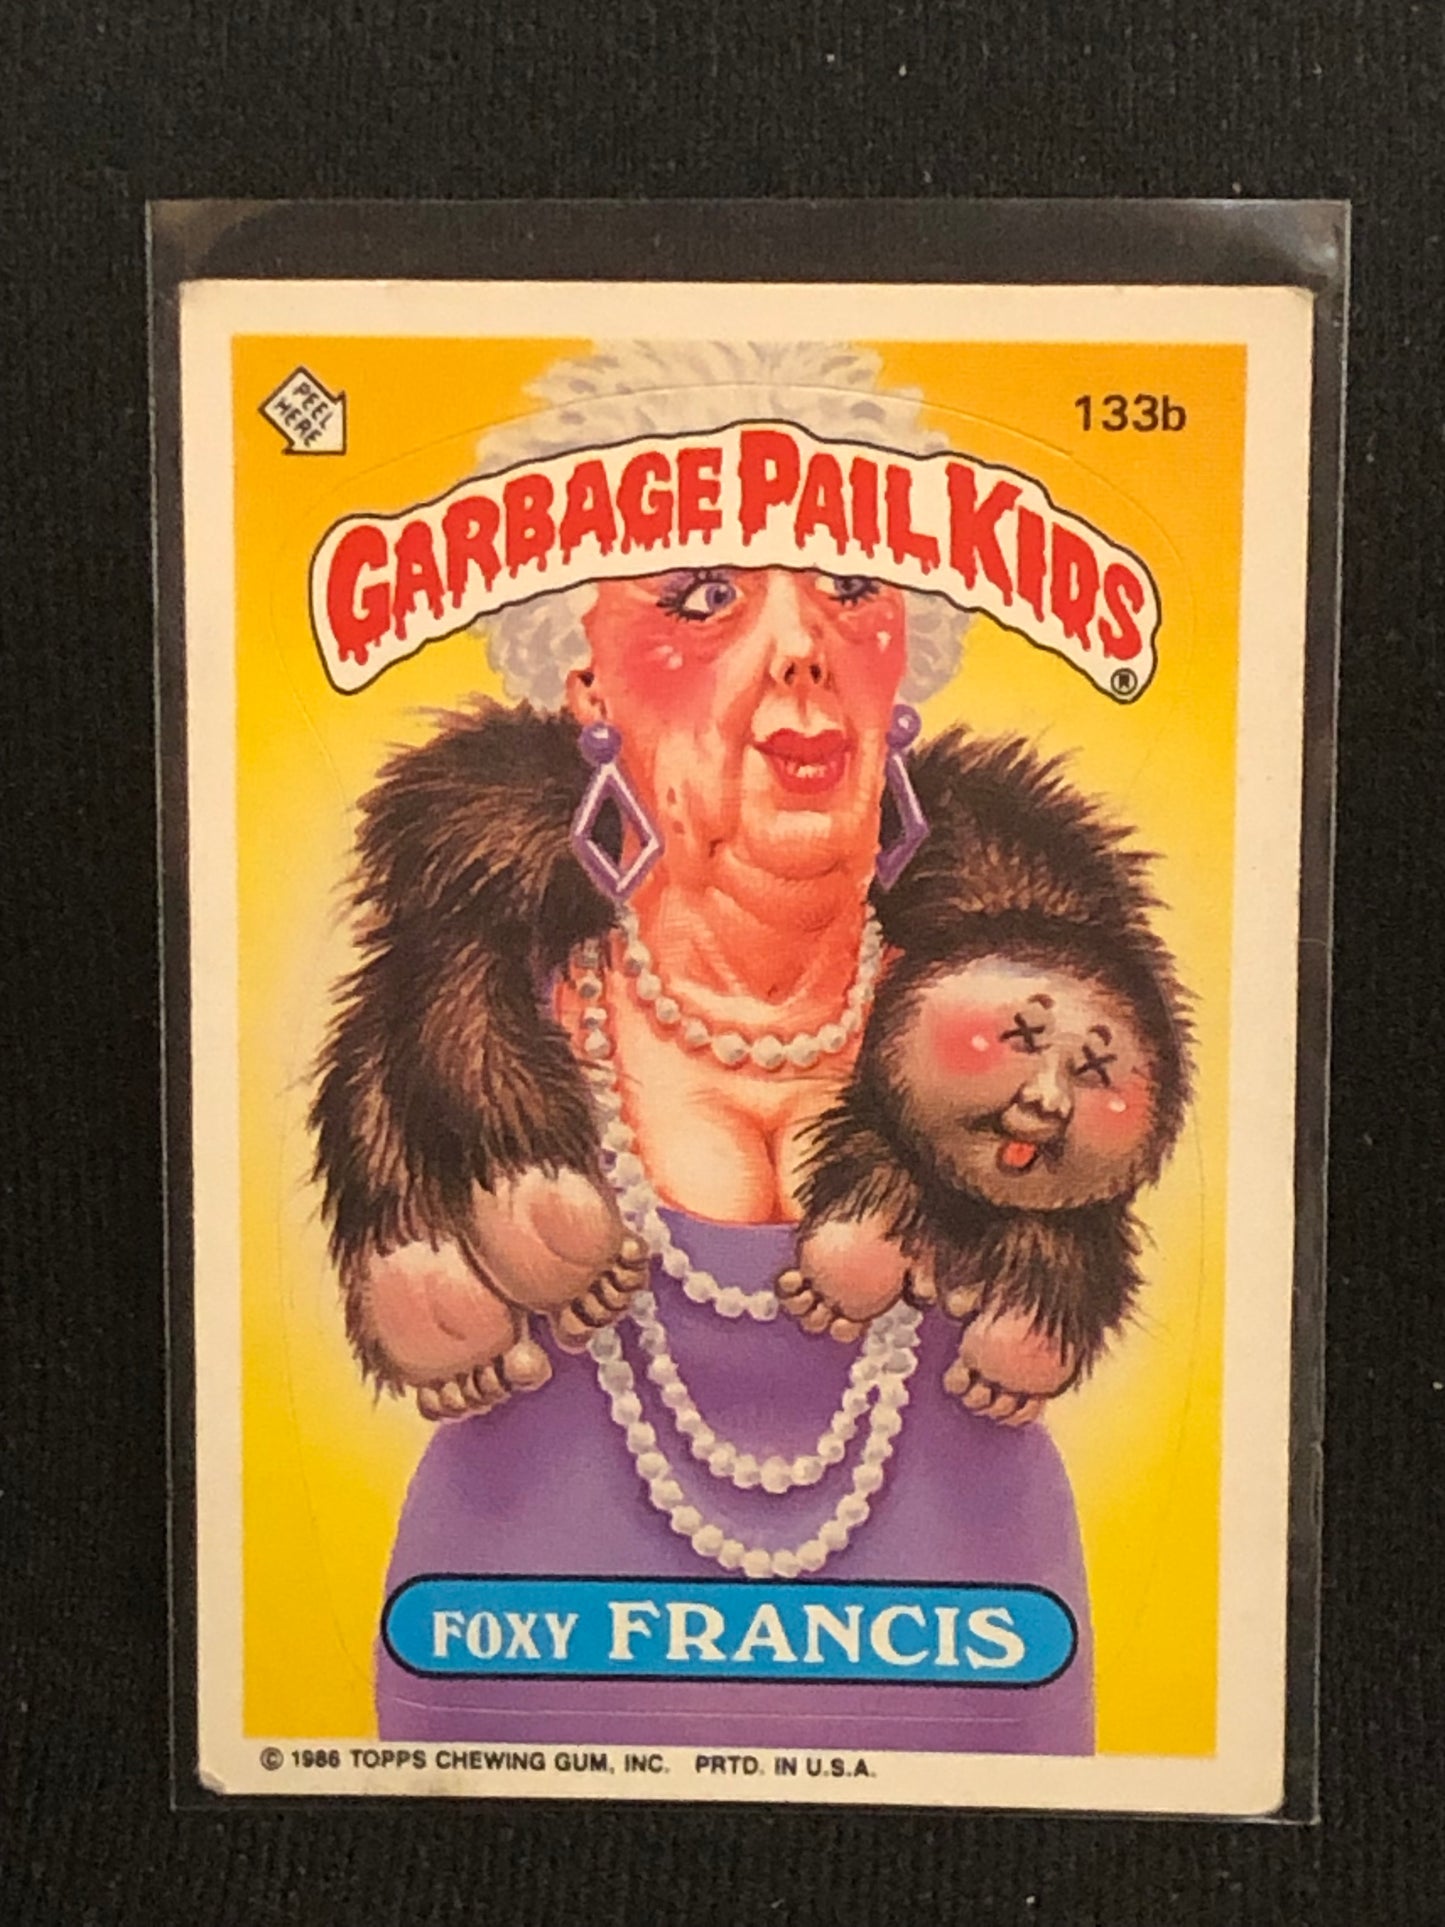 PEEL
HERE
133b
GARBAGE PAIL KIDS
®
FOXY FRANCIS
© 1986 TOPPS CHEWING GUM, INC. PRTD. IN U.S.A.